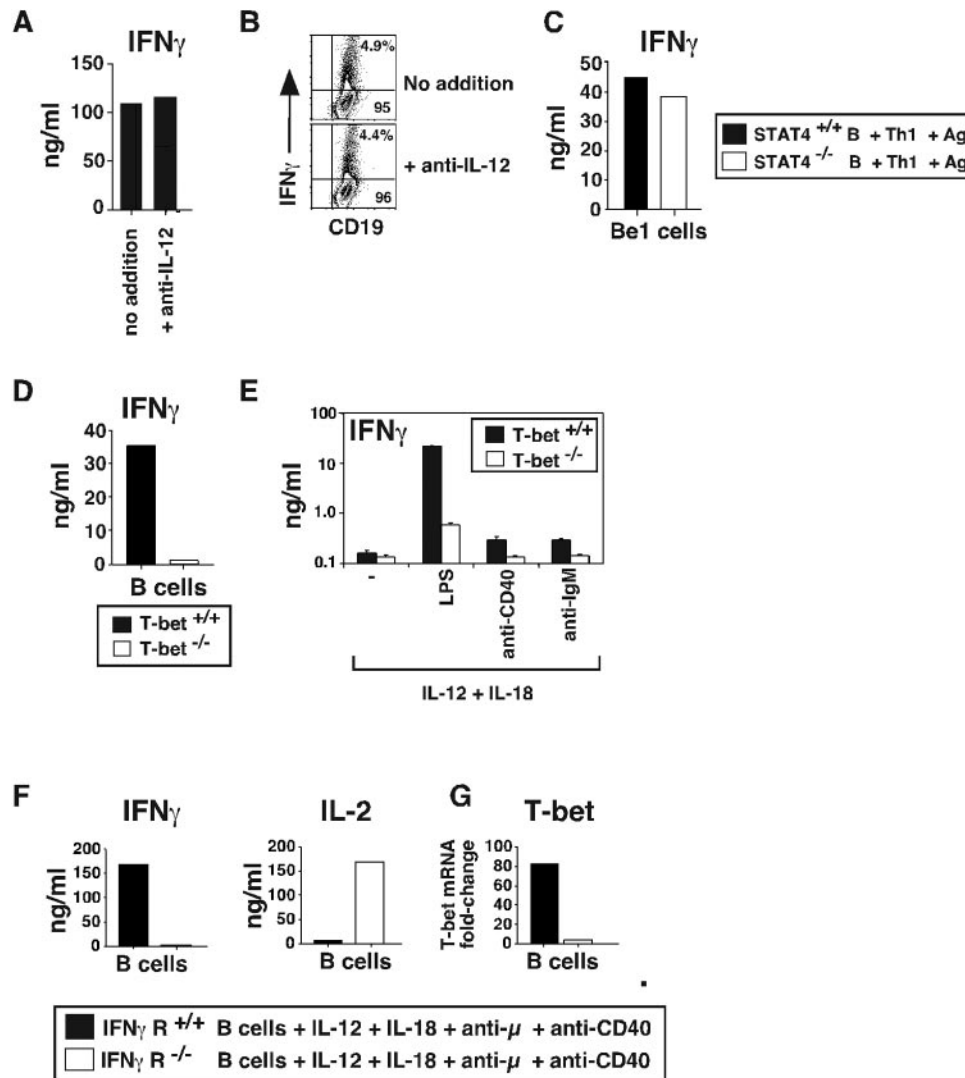 A
IFNγ
ng/ml
150
100
50
0
no addition
+ anti-IL-12
B
4.9%
95
No addition
4.4%
96
+ anti-IL-12
IFNγ
CD19
C
IFNγ
ng/ml
50
40
30
20
10
0
Be1 cells
STAT4 +/+ B + Th1 + Ag
STAT4 -/- B + Th1 + Ag
D
IFNγ
ng/ml
40
30
20
10
0
B cells
T-bet +/+
T-bet -/-
E
IFNγ
ng/ml
100
10
1.0
0.1
T-bet +/+
T-bet -/-
-
LPS
anti-CD40
anti-IgM
IL-12 + IL-18
F
IFNγ
ng/ml
200
150
100
50
0
B cells
IL-2
ng/ml
200
150
100
50
0
B cells
G
T-bet
T-bet mRNA
fold-change
100
80
60
40
20
0
B cells
IFNγ R +/+ B cells + IL-12 + IL-18 + anti-μ + anti-CD40
IFNγ R -/- B cells + IL-12 + IL-18 + anti-μ + anti-CD40